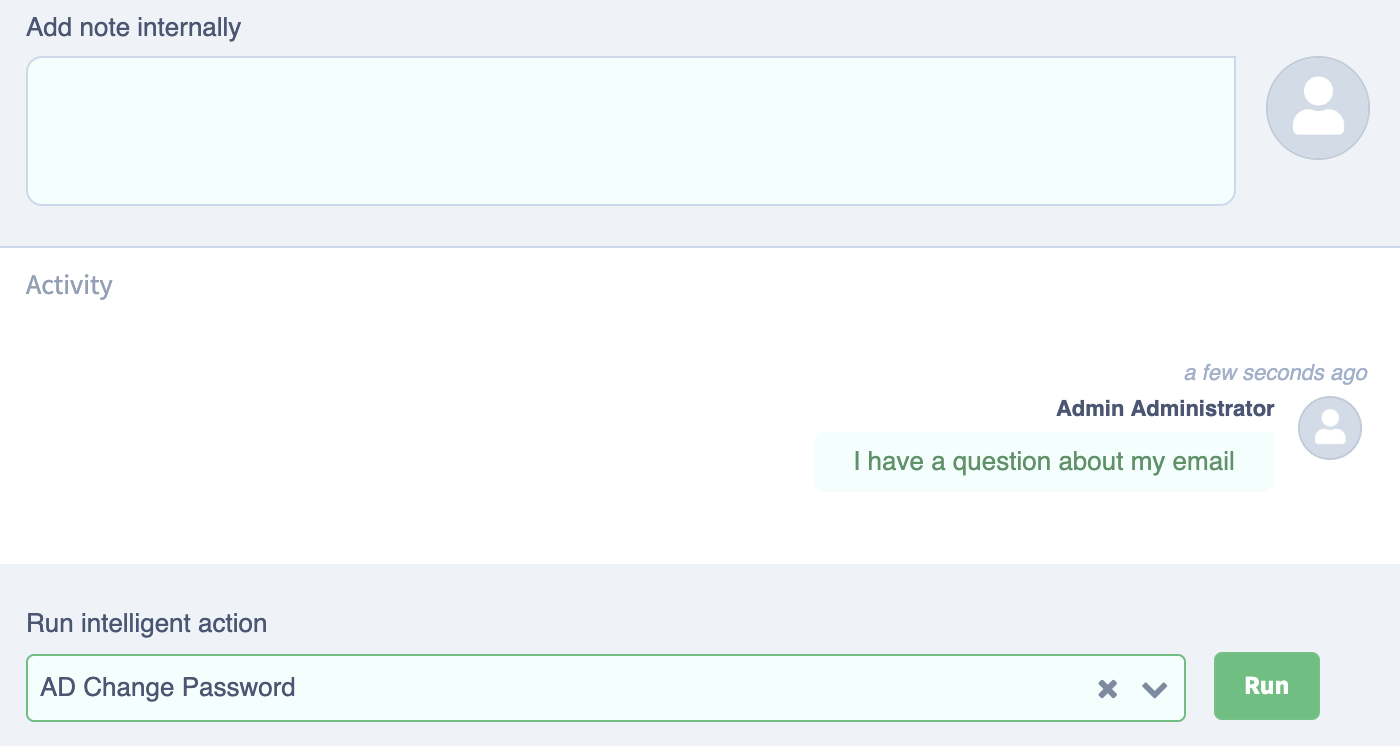 Add note internally
Activity
a few seconds ago
Admin Administrator
I have a question about my email
Run intelligent action
AD Change Password
Run